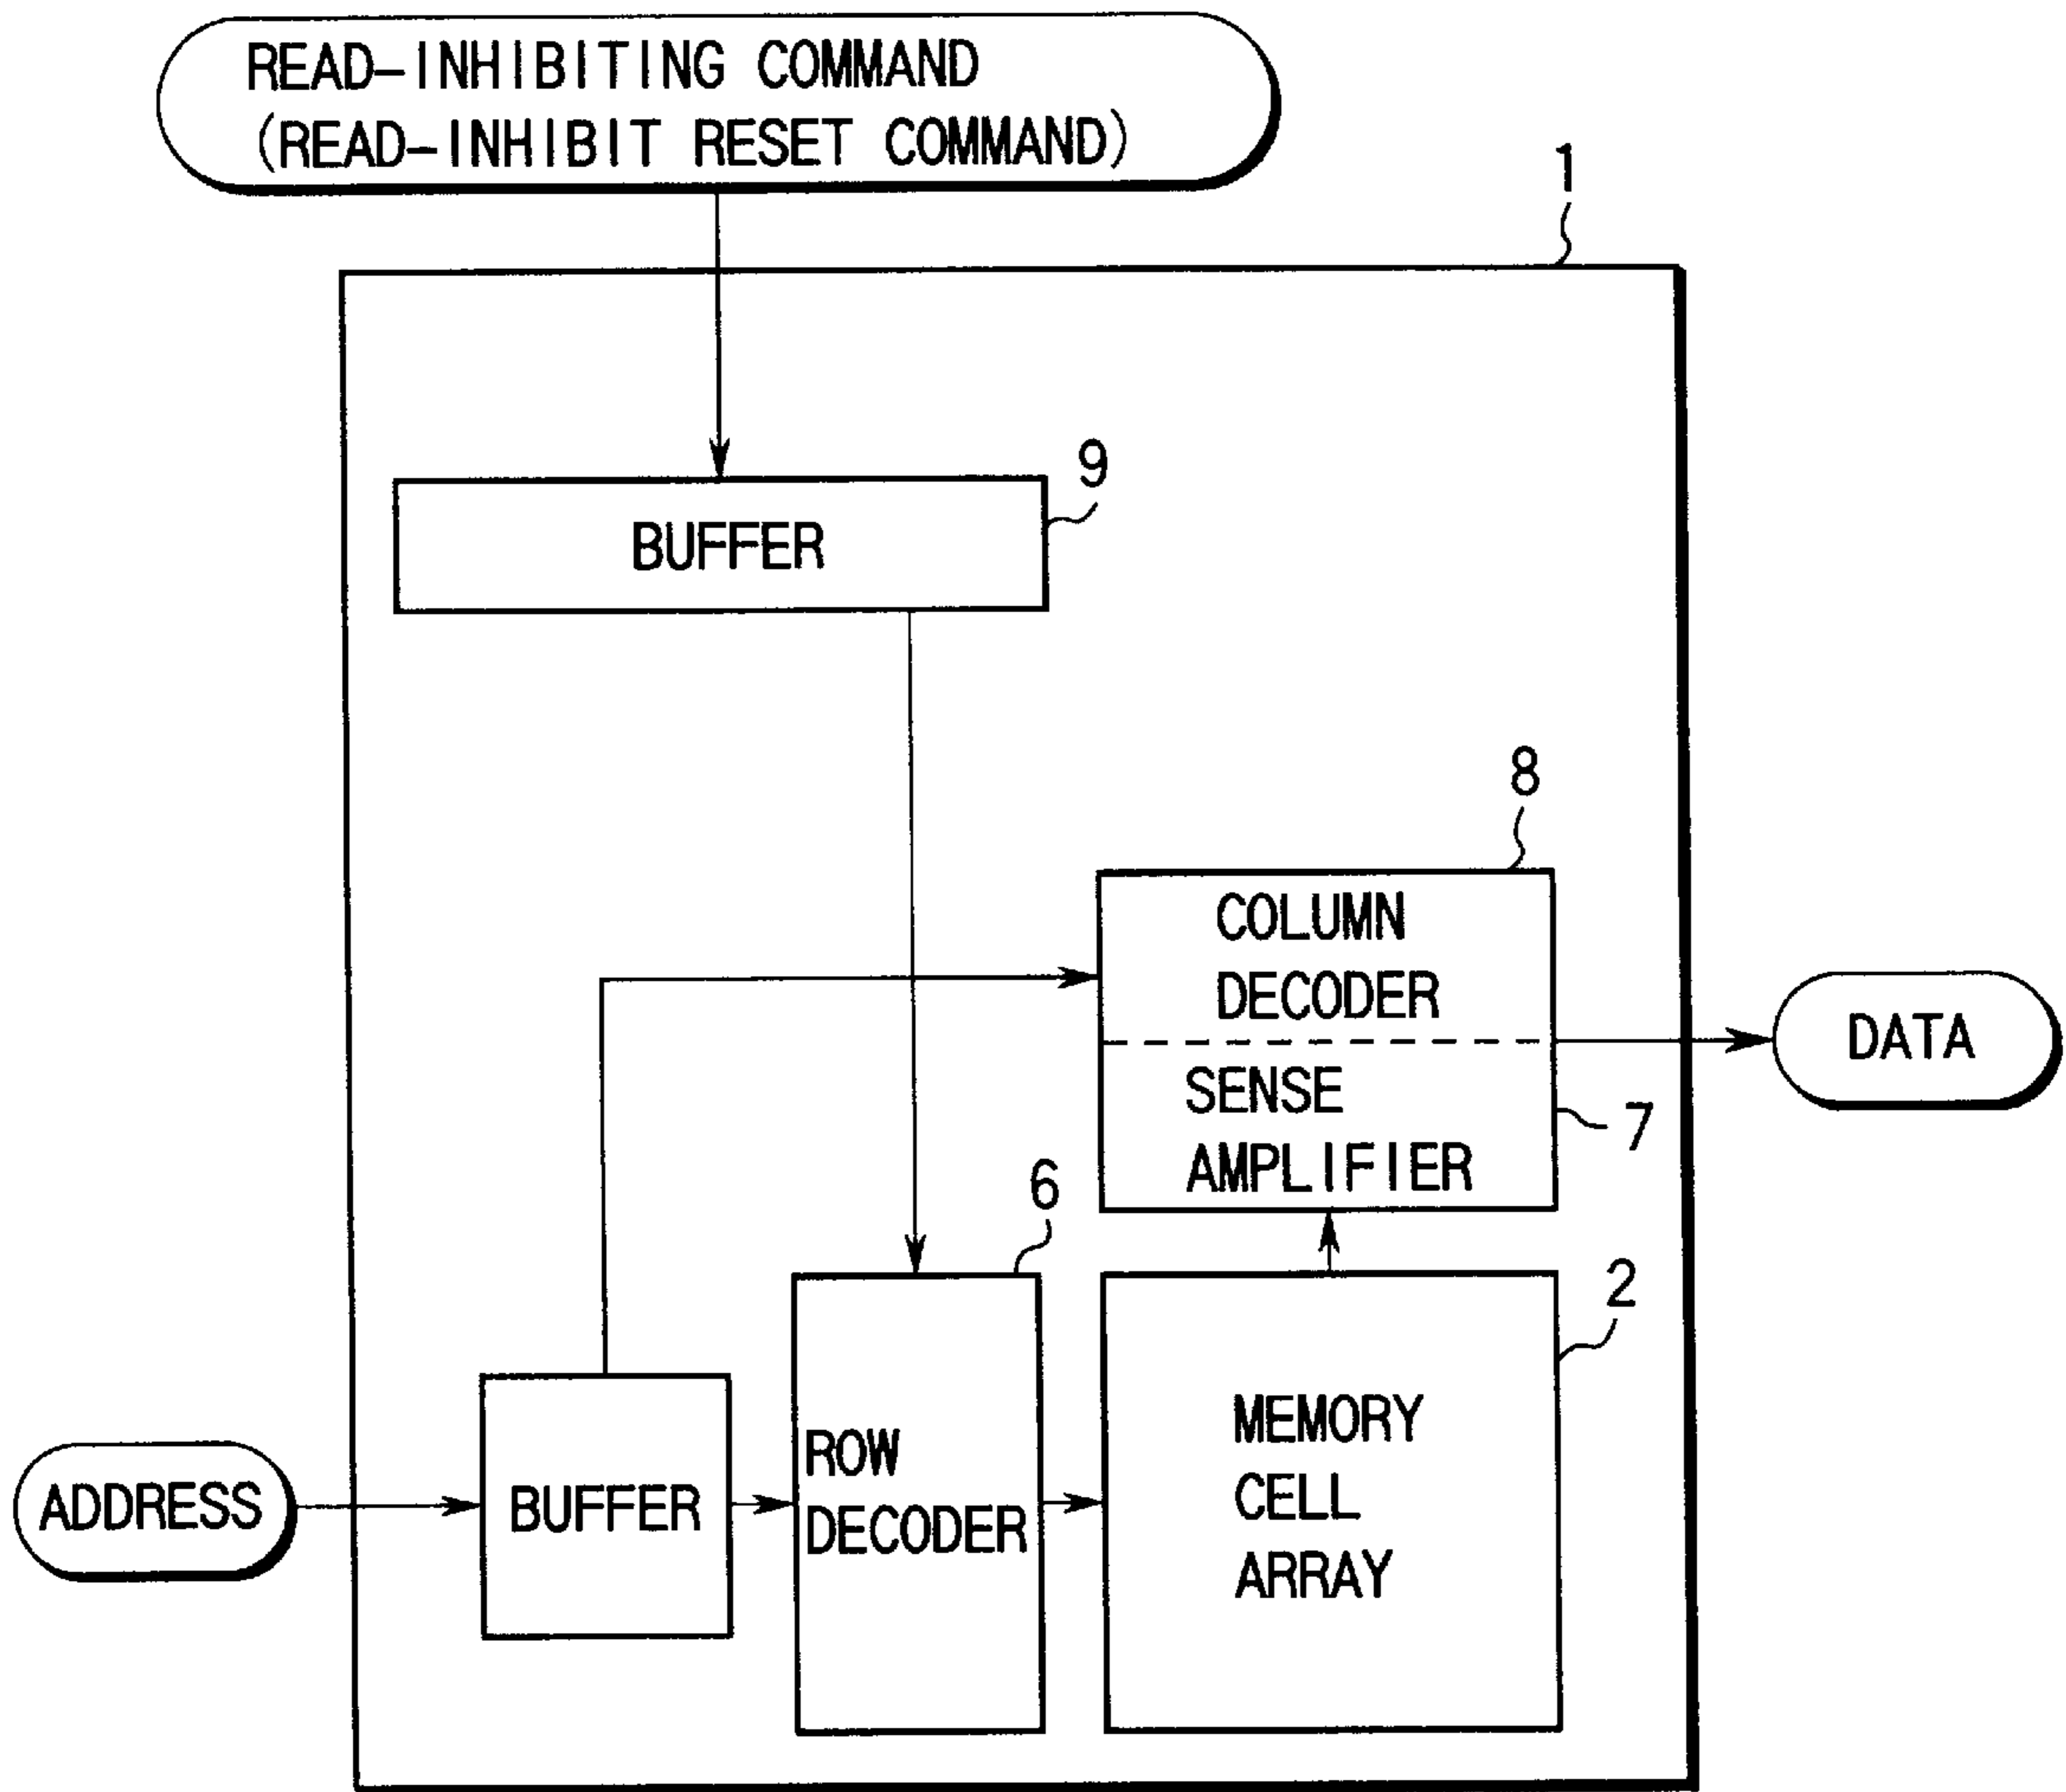 READ-INHIBITING COMMAND
(READ-INHIBIT RESET COMMAND)
1
9
BUFFER
8
COLUMN
DECODER
DATA
SENSE
AMPLIFIER
7
6
2
MEMORY
CELL
ARRAY
ROW
DECODER
BUFFER
ADDRESS